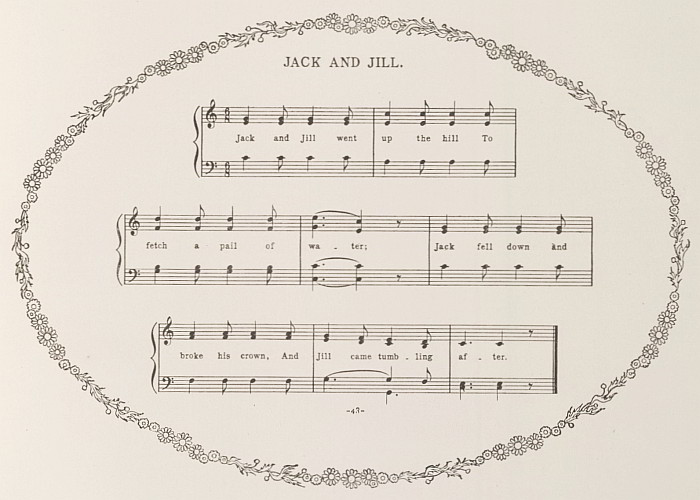 JACK AND JILL.
Jack and Jill went up the hill To
fetch a pail of wa - ter; Jack fell down and
broke his crown, And Jill came tumb - ling af - ter.
-43-